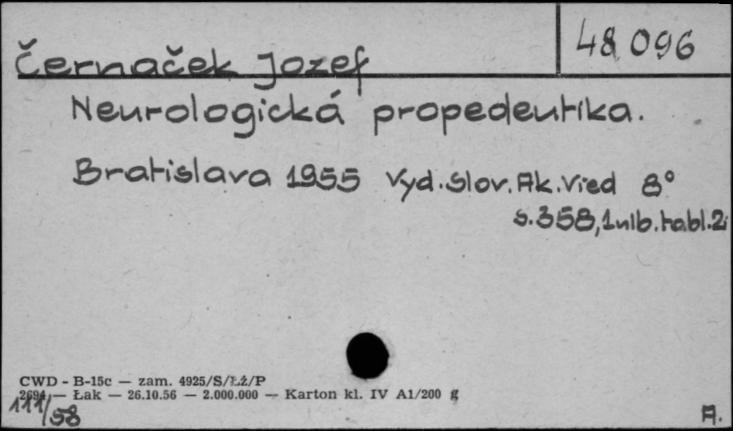 48 096
Černaček Jozef
Neurologická propedeutika.
Bratislava 1955 Vyd. Slov. Ak. Vied 8°
s. 358, 1 nlb. tabl. 2
CWD - B-15c — zam. 4925/S/ŁŻ/P
2694 — Łak — 26.10.56 — 2.000.000 — Karton kl. IV A1/200 g
111/58
A.